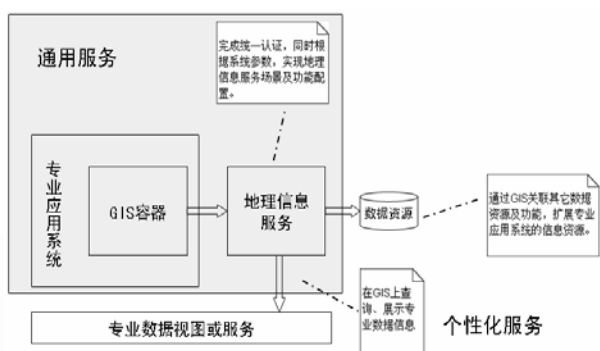 通用服务
完成统一认证，同时根
据系统参数，实现地理
信息服务场景及功能配
置。
专业应用系统
GIS容器
地理信息
服务
数据资源
通过GIS关联其它数据
资源及功能，扩展专业
应用系统的信息资源。
在GIS上查
询、展示专
业数据信息
专业数据视图或服务
个性化服务